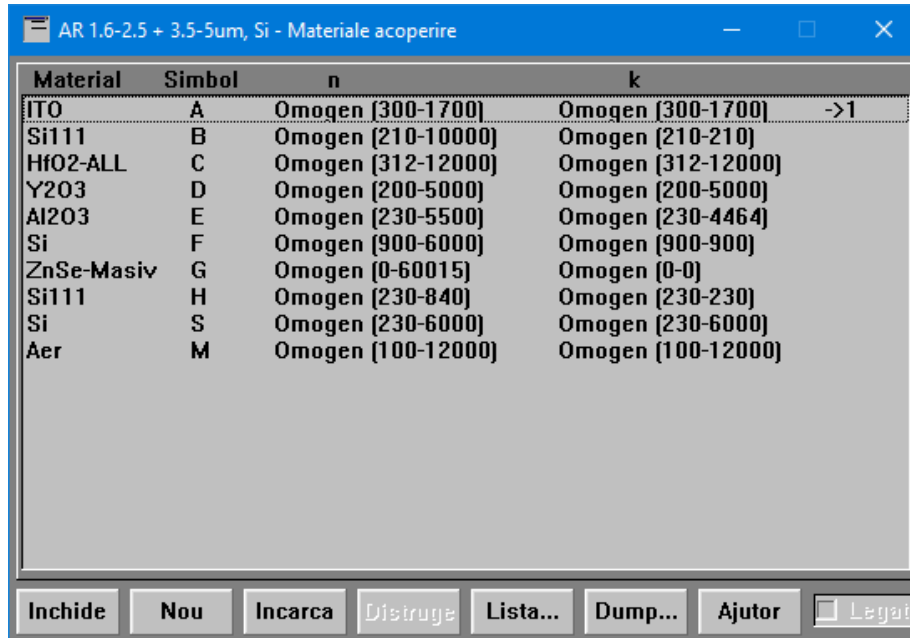 AR 1.6-2.5 + 3.5-5um, Si - Materiale acoperire
Material Simbol n k
ITO A Omogen (300-1700) Omogen (300-1700) ->1
Si111 B Omogen (210-10000) Omogen (210-210)
HfO2-ALL C Omogen (312-12000) Omogen (312-12000)
Y2O3 D Omogen (200-5000) Omogen (200-5000)
Al2O3 E Omogen (230-5500) Omogen (230-4464)
Si F Omogen (900-6000) Omogen (900-900)
ZnSe-Masiv G Omogen (0-60015) Omogen (0-0)
Si111 H Omogen (230-840) Omogen (230-230)
Si S Omogen (230-6000) Omogen (230-6000)
Aer M Omogen (100-12000) Omogen (100-12000)
Inchide Nou Incarca Distruge Lista... Dump... Ajutor